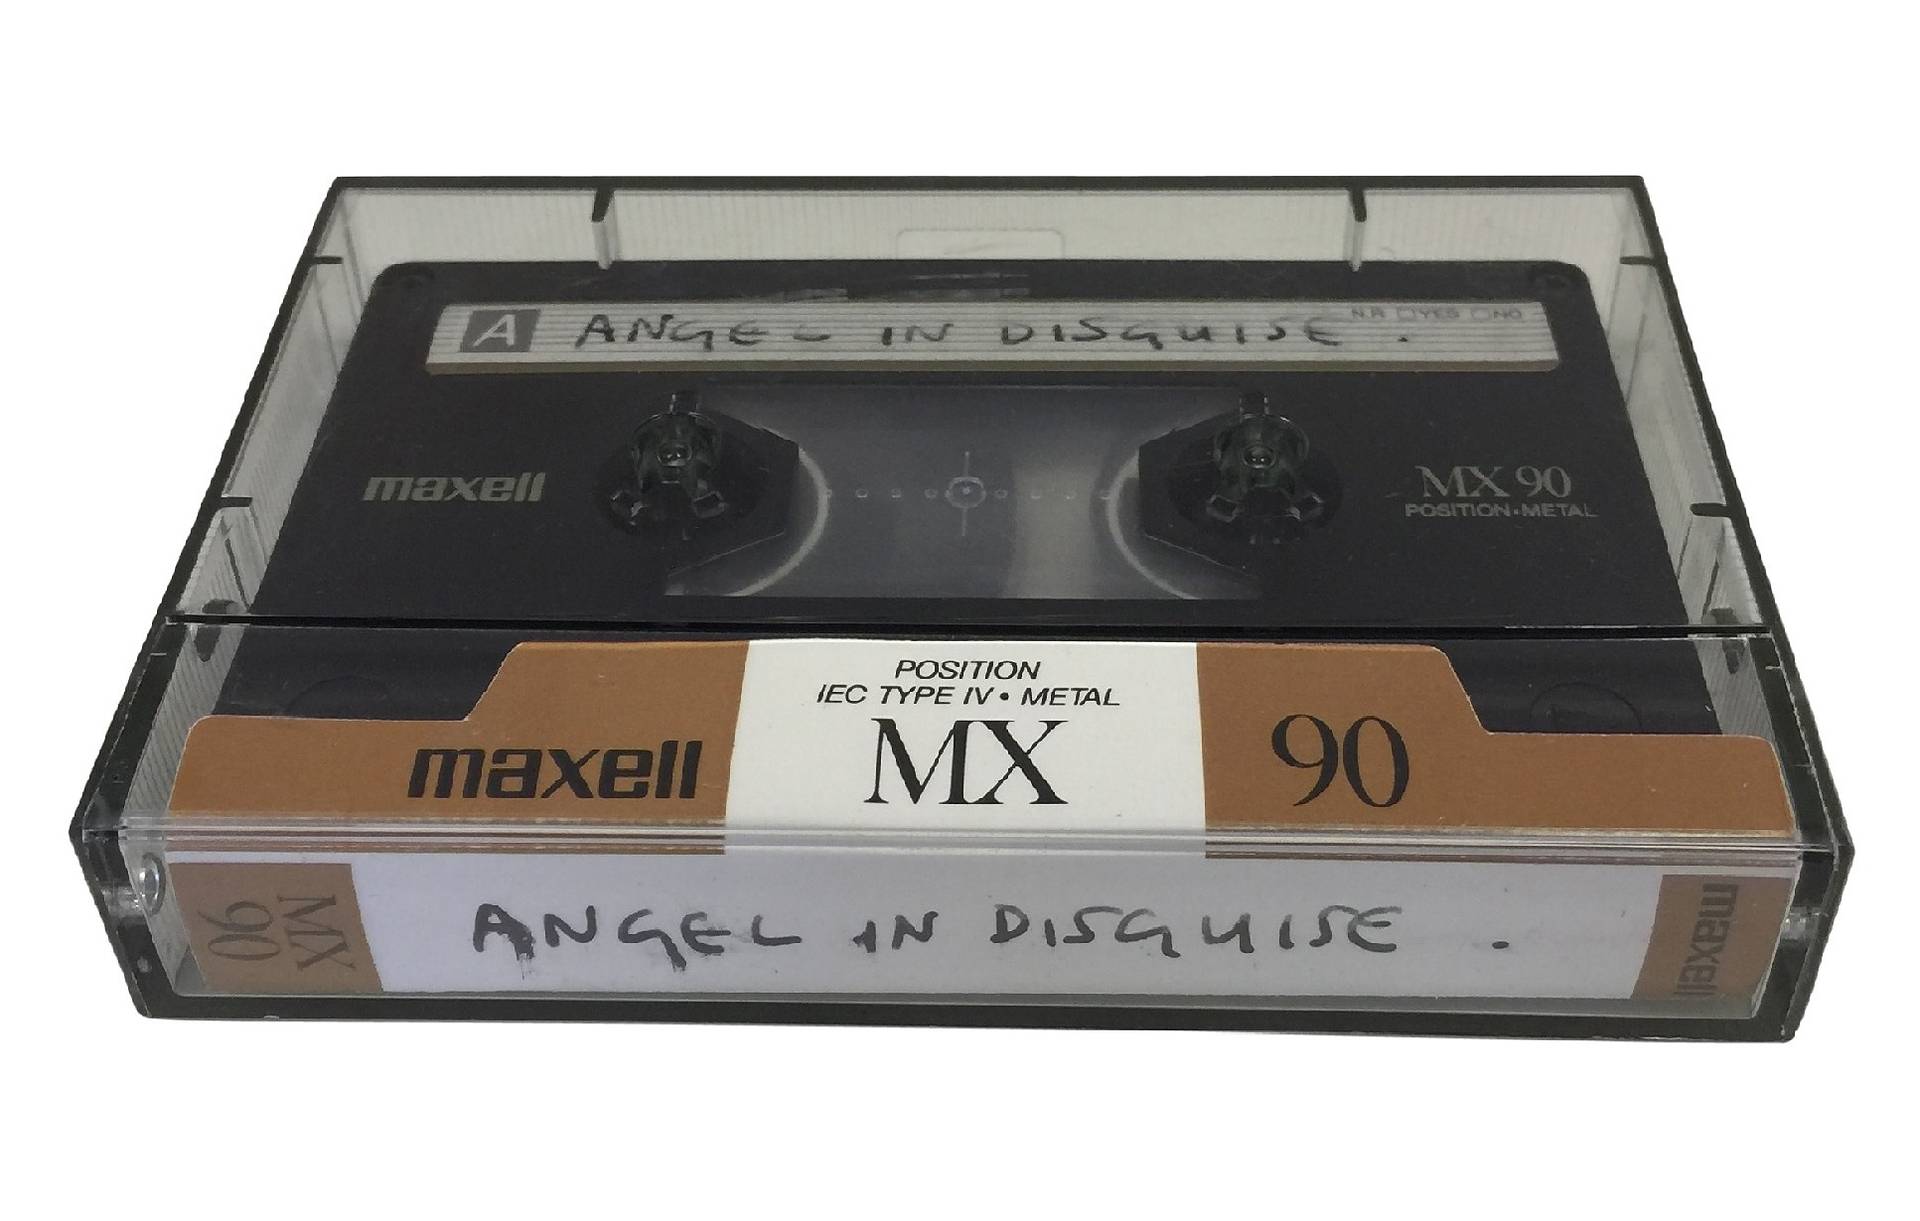 A ANGEL IN DISGUISE.
N.R YES NO
maxell
MX 90
POSITION·METAL
POSITION
IEC TYPE IV • METAL
maxell MX 90
MX
90
ANGEL IN DISGUISE.
maxell